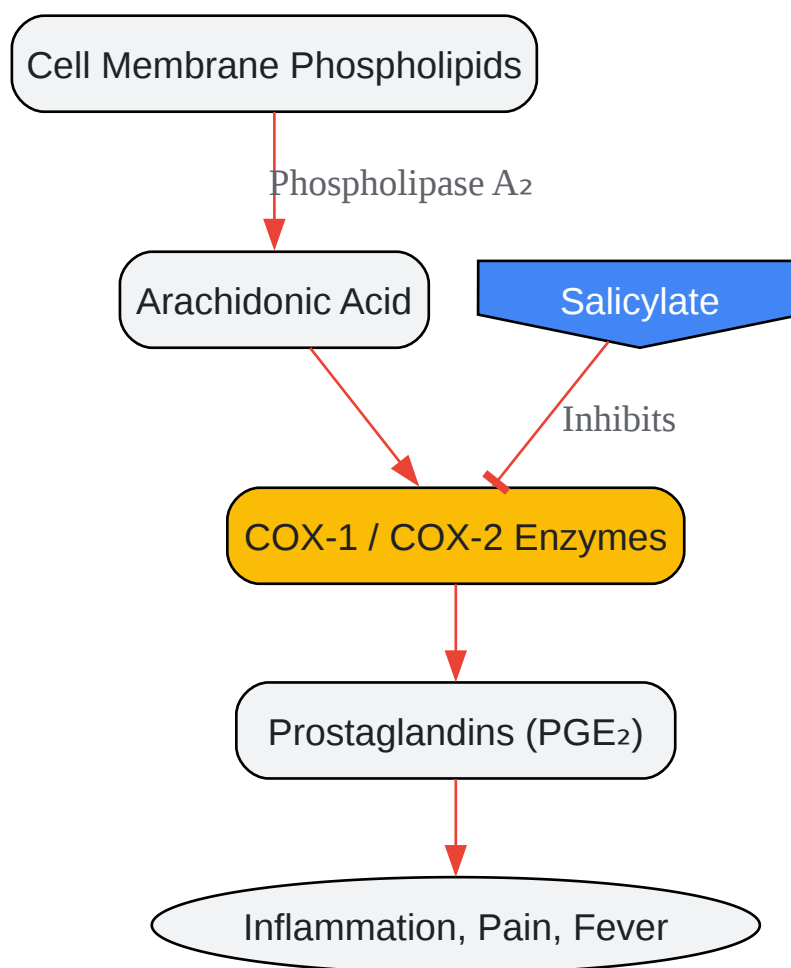 Cell Membrane Phospholipids
Phospholipase A₂
Arachidonic Acid
Salicylate
Inhibits
COX-1 / COX-2 Enzymes
Prostaglandins (PGE₂)
Inflammation, Pain, Fever